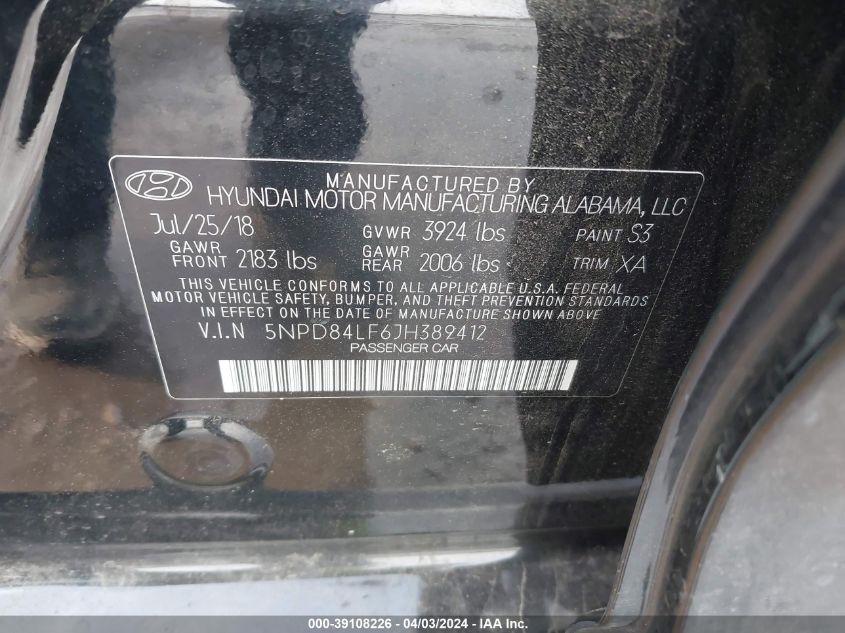 MANUFACTURED BY
HYUNDAI MOTOR MANUFACTURING ALABAMA, LLC
Jul/25/18 GVWR 3924 lbs PAINT S3
GAWR FRONT 2183 lbs GAWR REAR 2006 lbs TRIM XA
THIS VEHICLE CONFORMS TO ALL APPLICABLE U.S.A. FEDERAL
MOTOR VEHICLE SAFETY, BUMPER, AND THEFT PREVENTION STANDARDS
IN EFFECT ON THE DATE OF MANUFACTURE SHOWN ABOVE.
V.I.N 5NPD84LF6JH389412
PASSENGER CAR
000-39108226 - 04/03/2024 - IAA Inc.